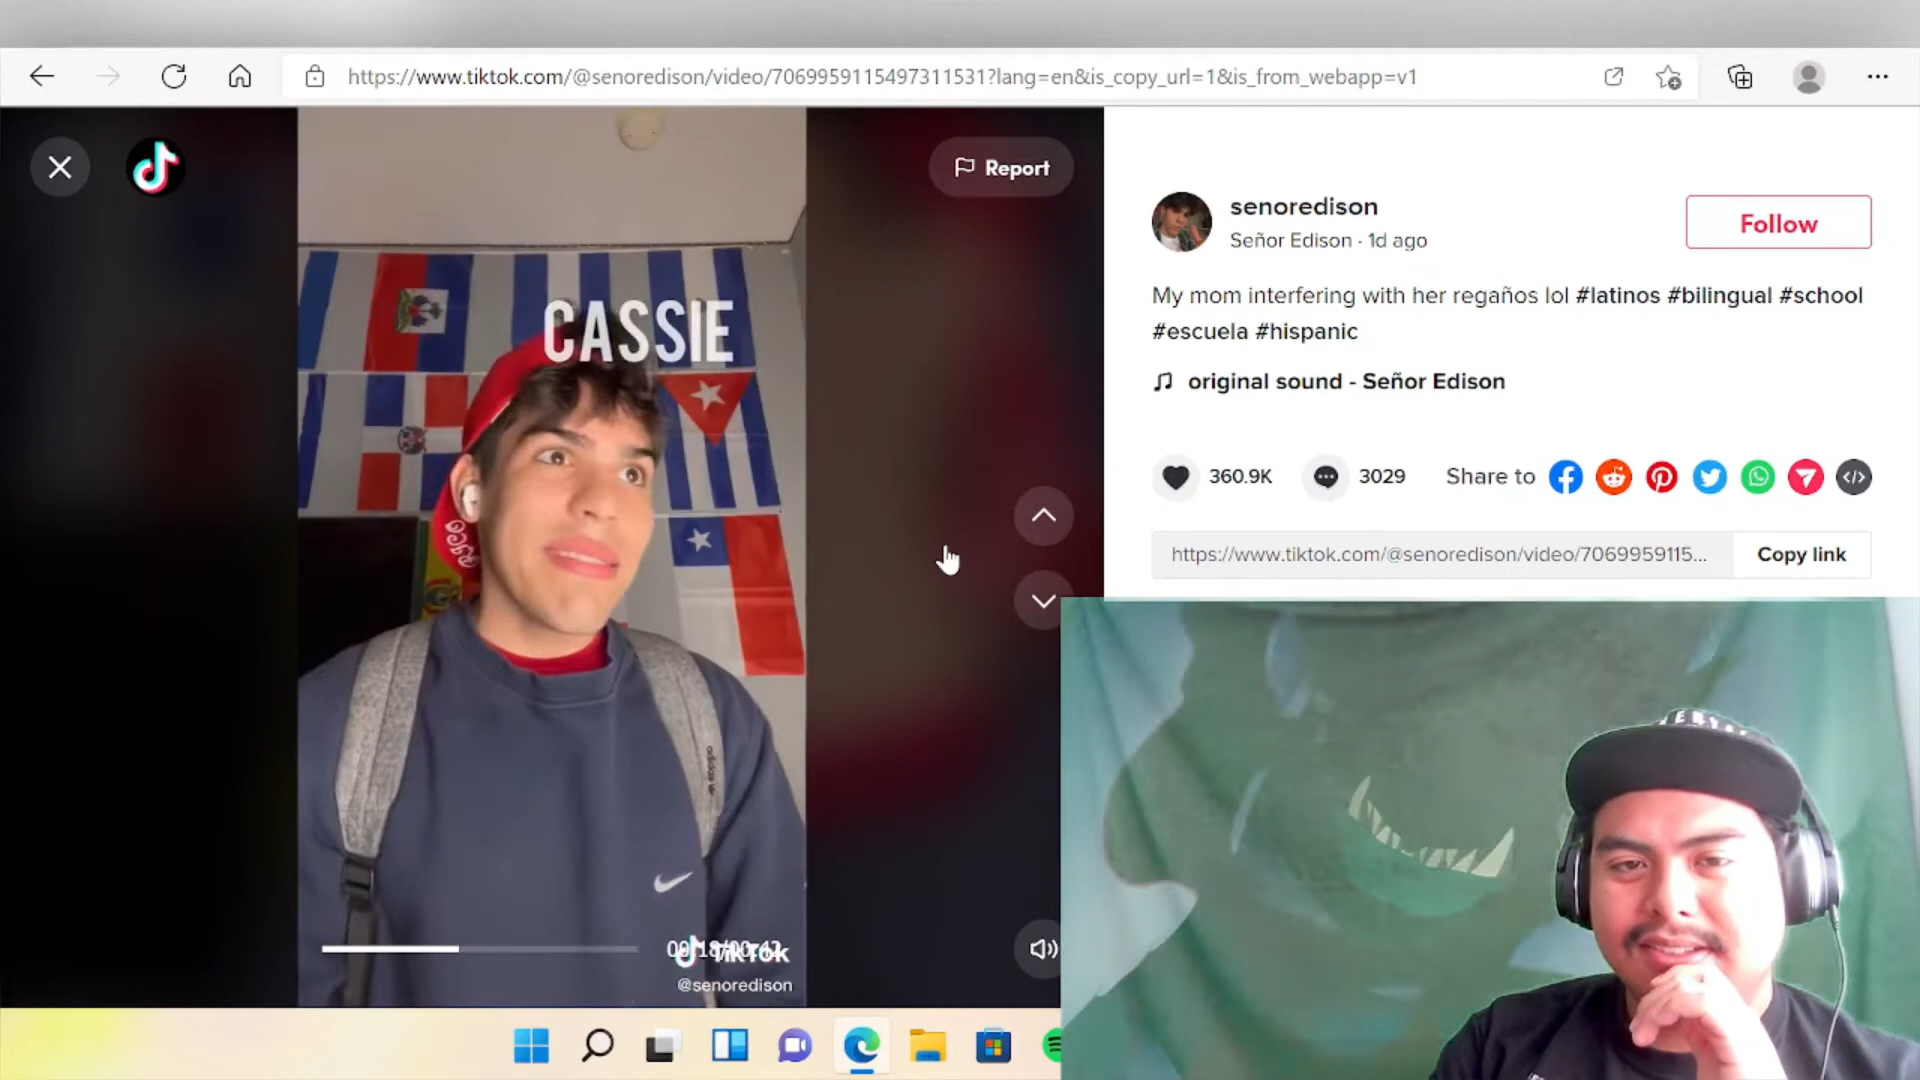 https://www.tiktok.com/@senoredison/video/7069959115497311531?lang=en&is_copy_url=1&is_from_webapp=v1
Report
CASSIE
senoredison
Señor Edison · 1d ago
Follow
My mom interfering with her regaños lol #latinos #bilingual #school
#escuela #hispanic
original sound - Señor Edison
360.9K
3029
Share to
https://www.tiktok.com/@senoredison/video/7069959115...
Copy link
TikTok
@senoredison